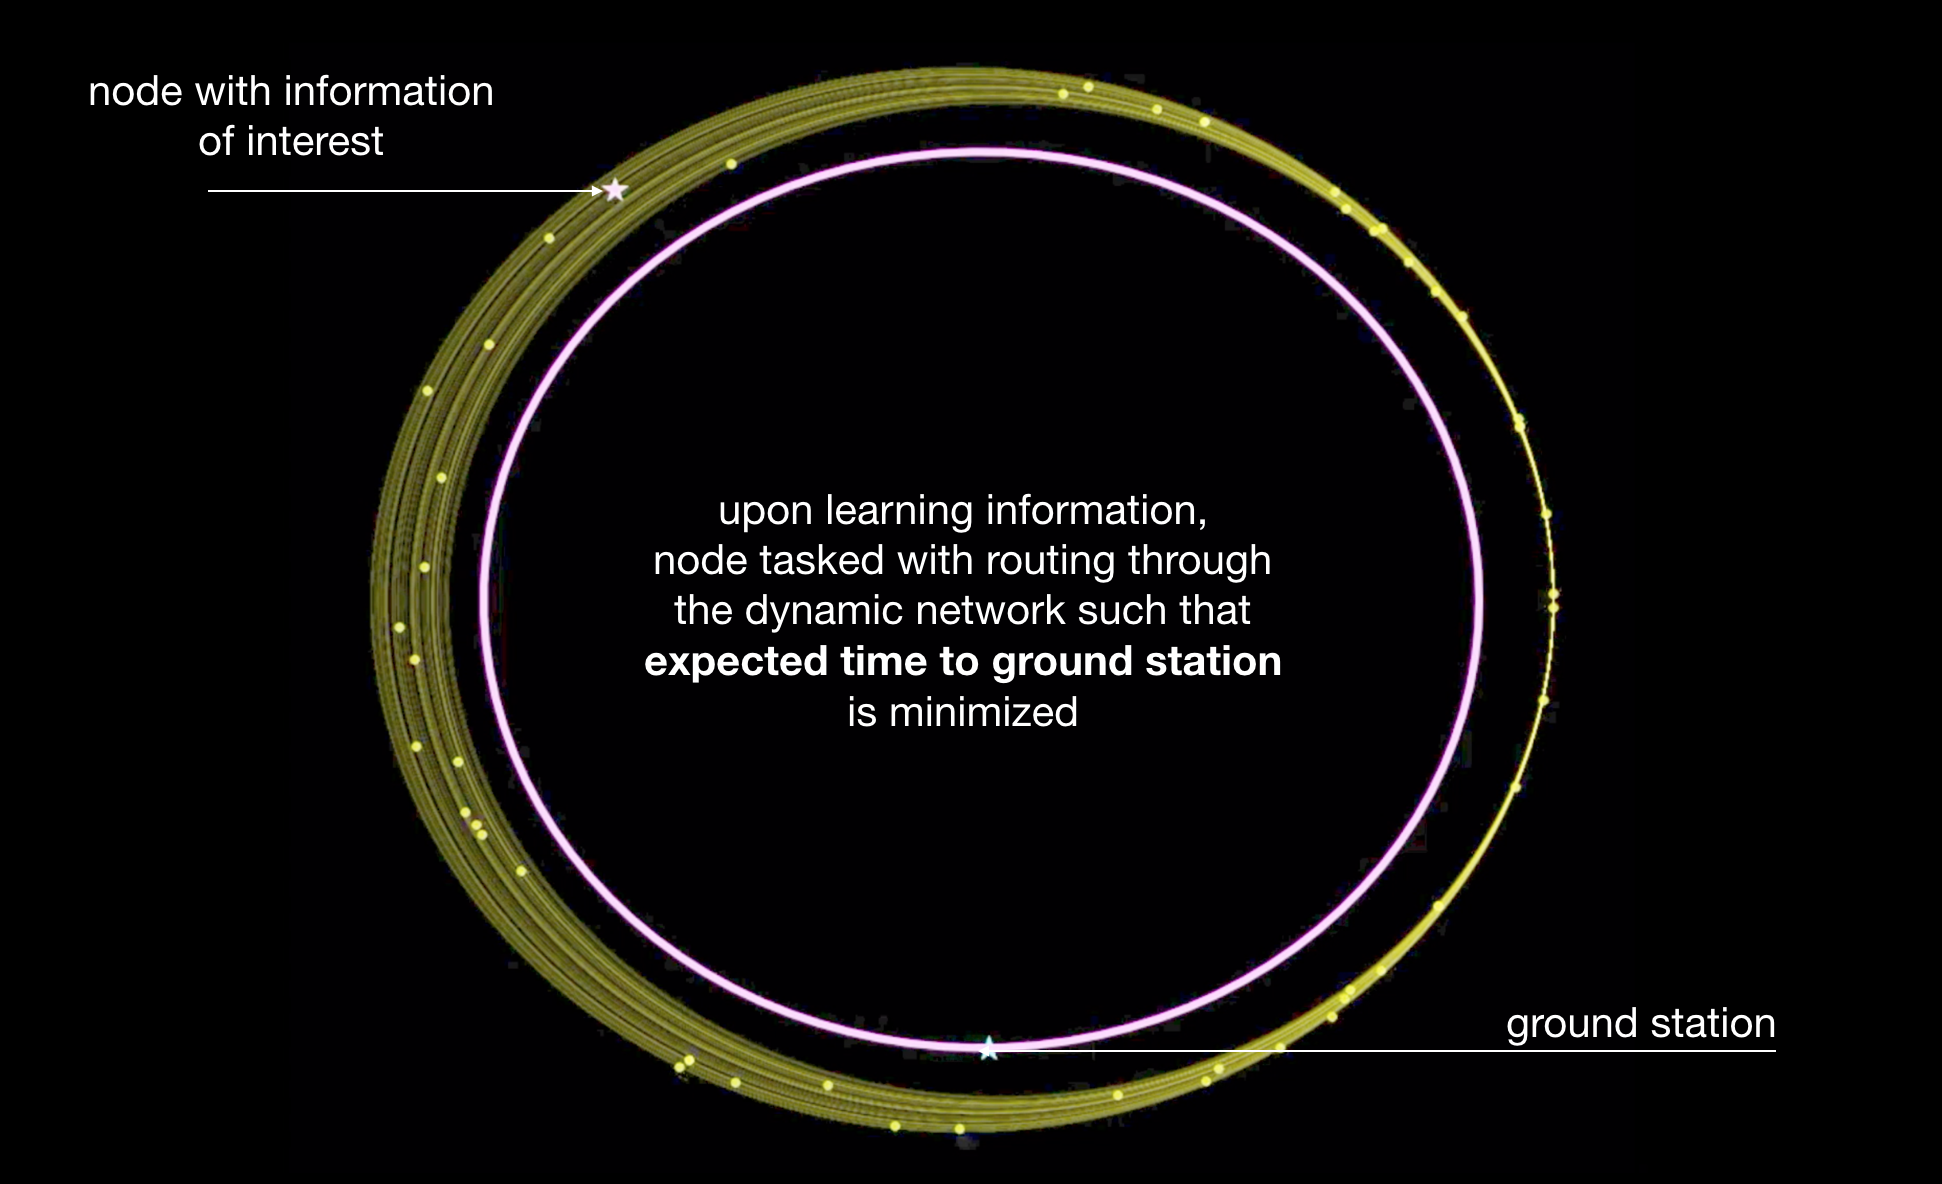 node with information
of interest
upon learning information,
node tasked with routing through
the dynamic network such that
expected time to ground station
is minimized
ground station